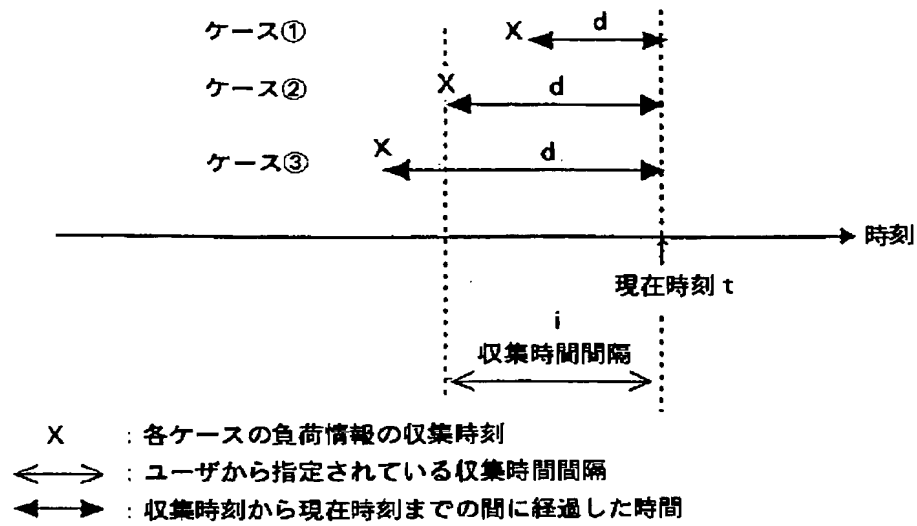 ケース① X d
ケース② X d
ケース③ X d
時刻
現在時刻 t
i
収集時間間隔
X : 各ケースの負荷情報の収集時刻
: ユーザから指定されている収集時間間隔
: 収集時刻から現在時刻までの間に経過した時間